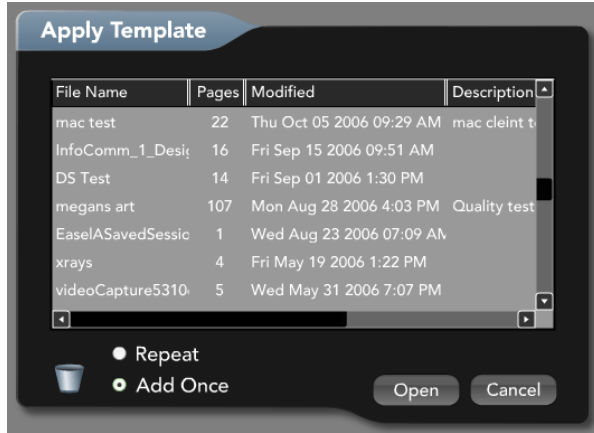 Apply Template
File Name Pages Modified Description
mac test 22 Thu Oct 05 2006 09:29 AM mac cleint t
InfoComm_1_Desig 16 Fri Sep 15 2006 09:51 AM
DS Test 14 Fri Sep 01 2006 1:30 PM
megans art 107 Mon Aug 28 2006 4:03 PM Quality test
EaselASavedSessio 1 Wed Aug 23 2006 07:09 AM
xrays 4 Fri May 19 2006 1:22 PM
videoCapture5310 5 Wed May 31 2006 7:07 PM
Repeat
Add Once
Open Cancel